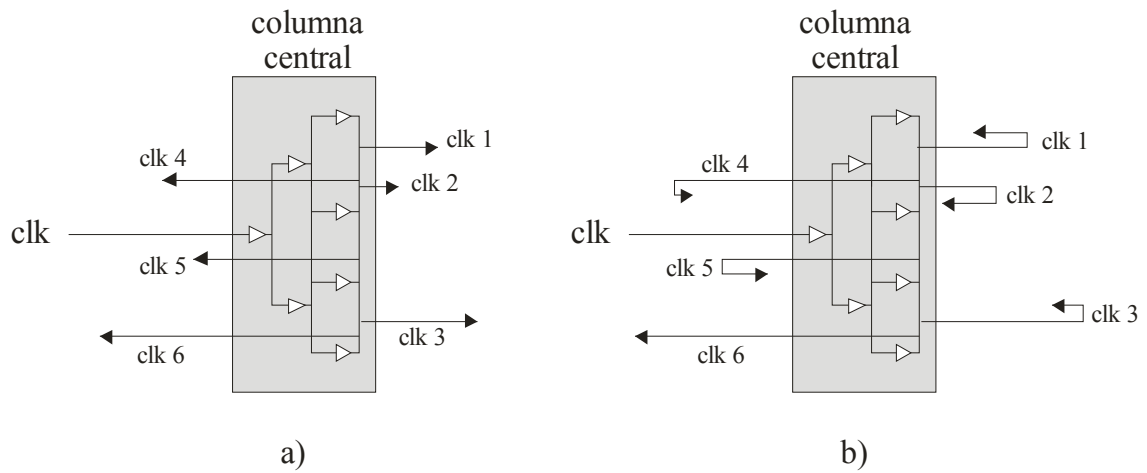 columna
central
clk 1
clk 4
clk 2
clk
clk 5
clk 3
clk 6
a)
columna
central
clk 1
clk 4
clk 2
clk
clk 5
clk 3
clk 6
b)